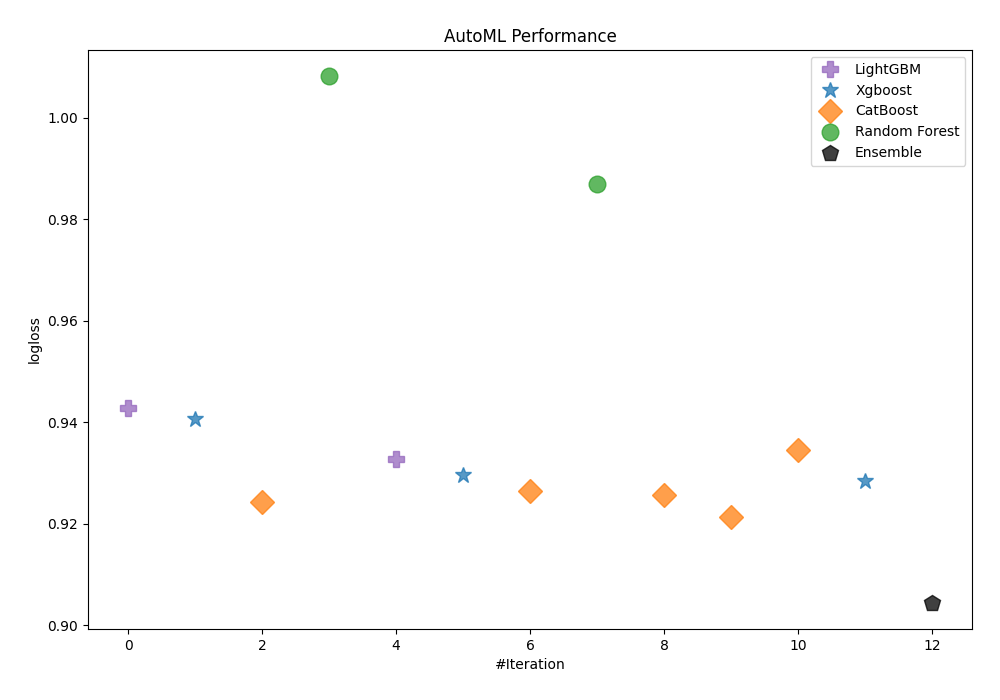 AutoML Performance
LightGBM
Xgboost
CatBoost
Random Forest
Ensemble
1.00
0.98
0.96
0.94
0.92
0.90
logloss
0 2 4 6 8 10 12
#Iteration